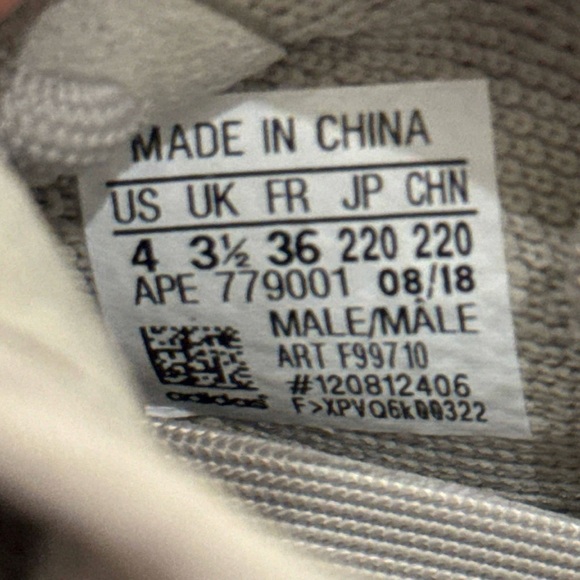 MADE IN CHINA
US UK FR JP CHN
4 3½ 36 220 220
APE 779001 08/18
MALE/MÂLE
ART F99710
#120812406
adidas
F>XPVQ6k00322